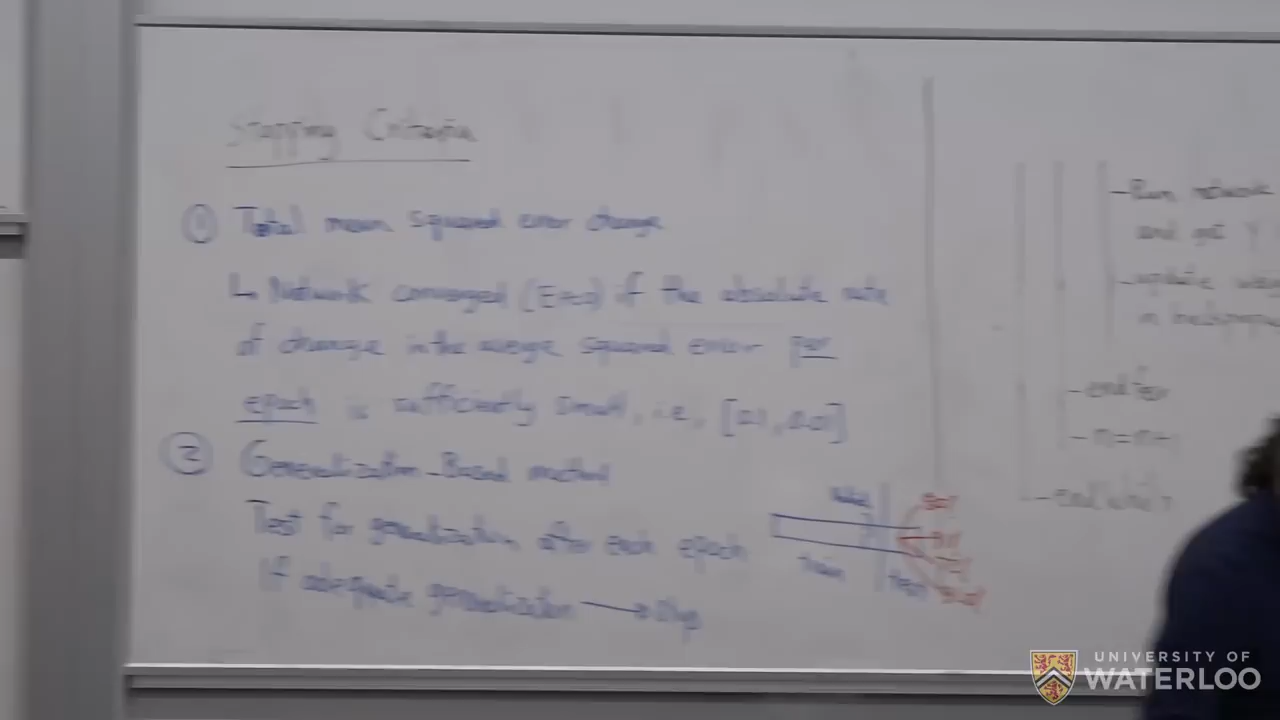 Stopping Criteria
① Total mean squared error change
↳ Network converged (E≈0) if the absolute rate
of change in the average squared error per
epoch is sufficiently small, i.e., [0.1, 0.01]
② Generalization-Based method
Test for generalization after each epoch
If adequate generalization → Stop
Train
test
- Run network
and get Y
- update
in backprop
- end for
- n = n+1
- end while
UNIVERSITY OF
WATERLOO